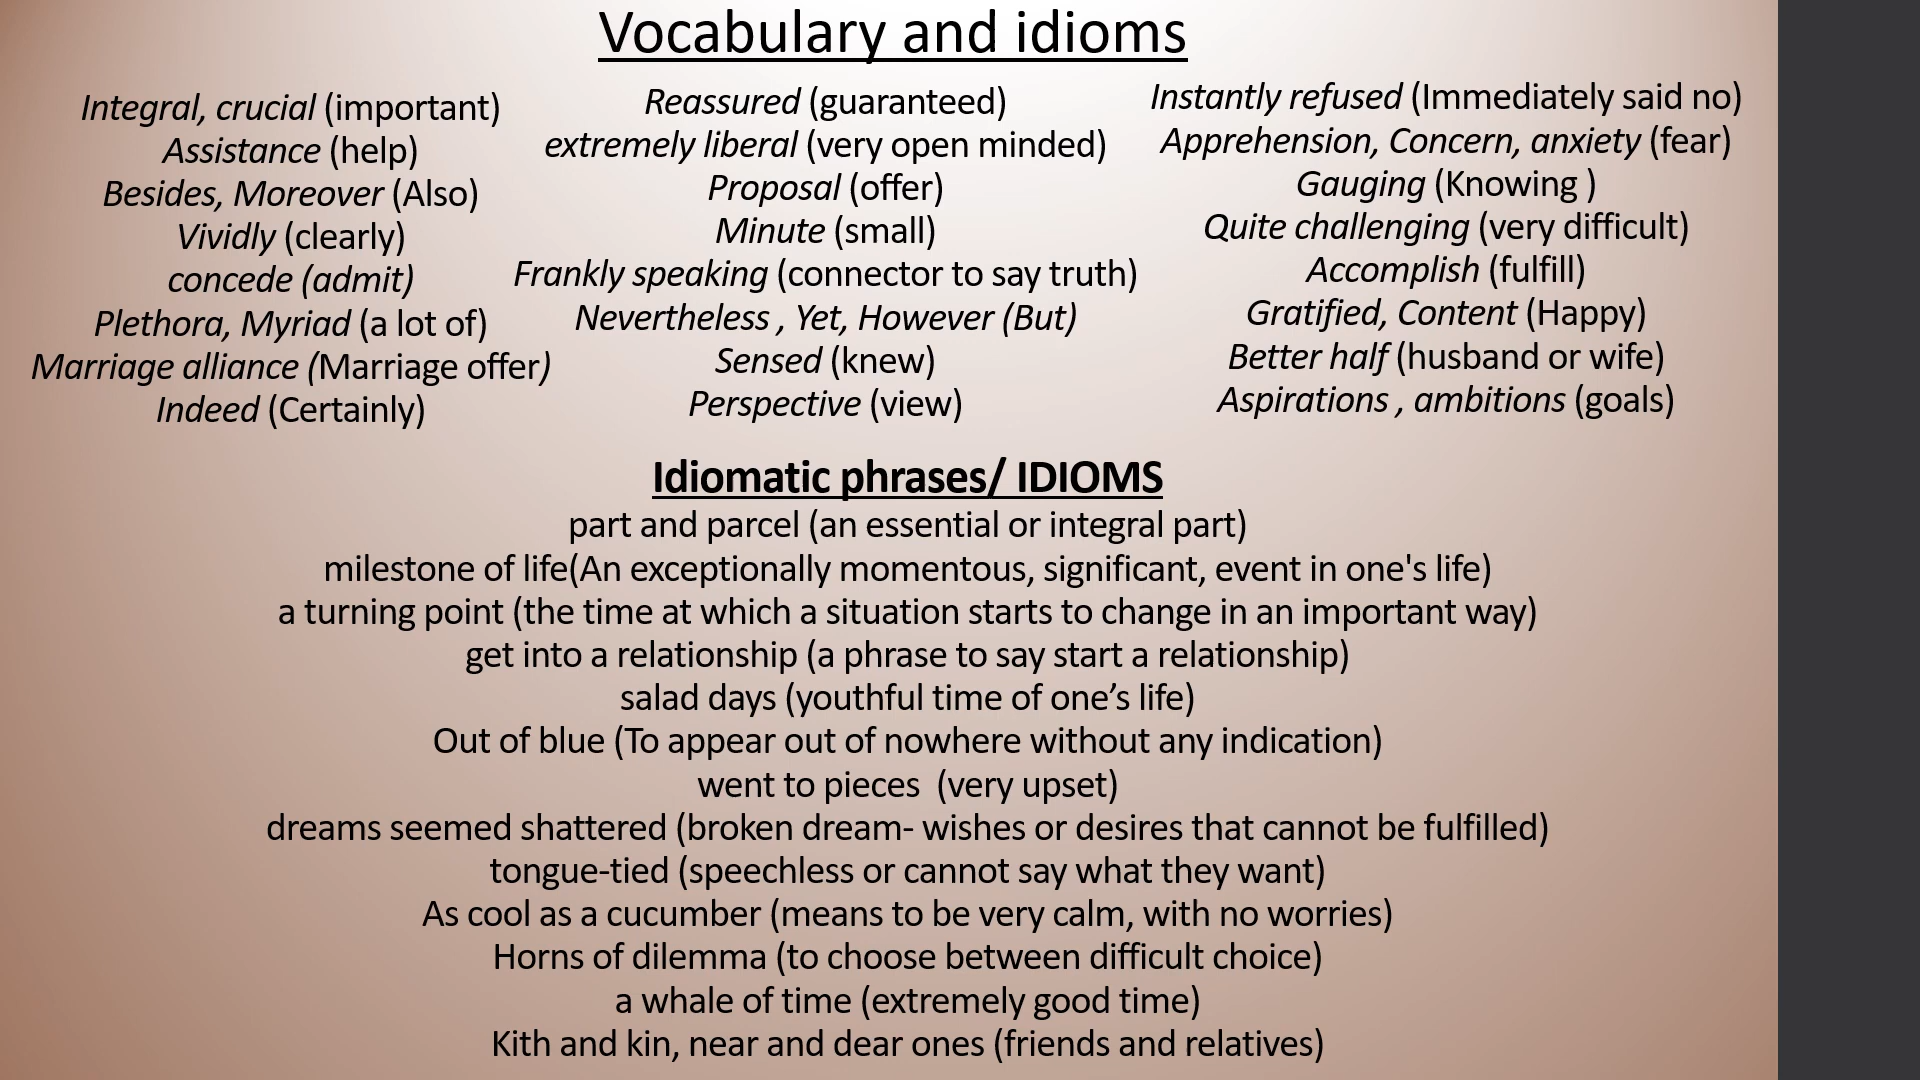 Vocabulary and idioms
Integral, crucial (important)
Assistance (help)
Besides, Moreover (Also)
Vividly (clearly)
concede (admit)
Plethora, Myriad (a lot of)
Marriage alliance (Marriage offer)
Indeed (Certainly)
Reassured (guaranteed)
extremely liberal (very open minded)
Proposal (offer)
Minute (small)
Frankly speaking (connector to say truth)
Nevertheless , Yet, However (But)
Sensed (knew)
Perspective (view)
Instantly refused (Immediately said no)
Apprehension, Concern, anxiety (fear)
Gauging (Knowing )
Quite challenging (very difficult)
Accomplish (fulfill)
Gratified, Content (Happy)
Better half (husband or wife)
Aspirations , ambitions (goals)
Idiomatic phrases/ IDIOMS
part and parcel (an essential or integral part)
milestone of life(An exceptionally momentous, significant, event in one's life)
a turning point (the time at which a situation starts to change in an important way)
get into a relationship (a phrase to say start a relationship)
salad days (youthful time of one’s life)
Out of blue (To appear out of nowhere without any indication)
went to pieces  (very upset)
dreams seemed shattered (broken dream- wishes or desires that cannot be fulfilled)
tongue-tied (speechless or cannot say what they want)
As cool as a cucumber (means to be very calm, with no worries)
Horns of dilemma (to choose between difficult choice)
a whale of time (extremely good time)
Kith and kin, near and dear ones (friends and relatives)